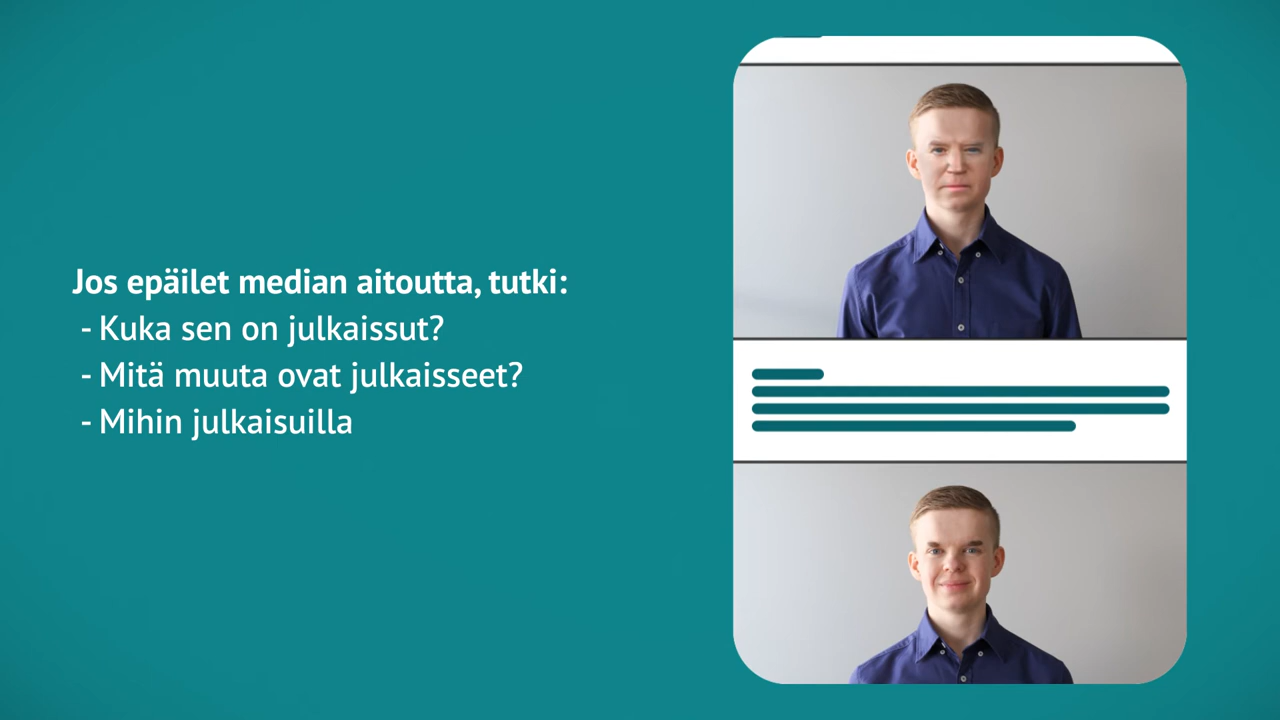 Jos epäilet median aitoutta, tutki:
- Kuka sen on julkaissut?
- Mitä muuta ovat julkaisseet?
- Mihin julkaisuilla